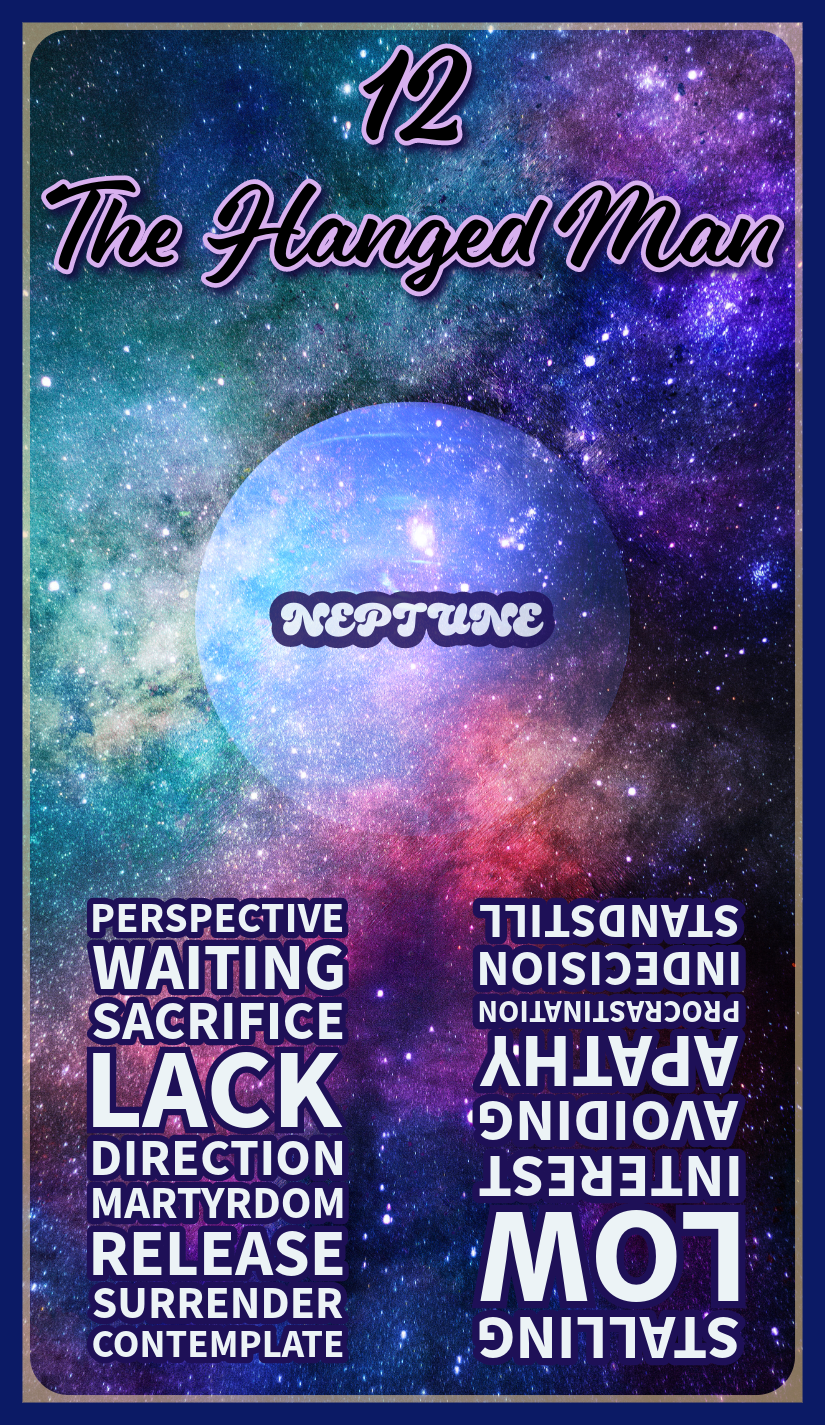 12
The Hanged Man
NEPTUNE
PERSPECTIVE
WAITING
SACRIFICE
LACK
DIRECTION
MARTYRDOM
RELEASE
SURRENDER
CONTEMPLATE
STALLING
LOW
INTEREST
AVOIDING
APATHY
PROCRASTINATION
INDECISION
STANDSTILL